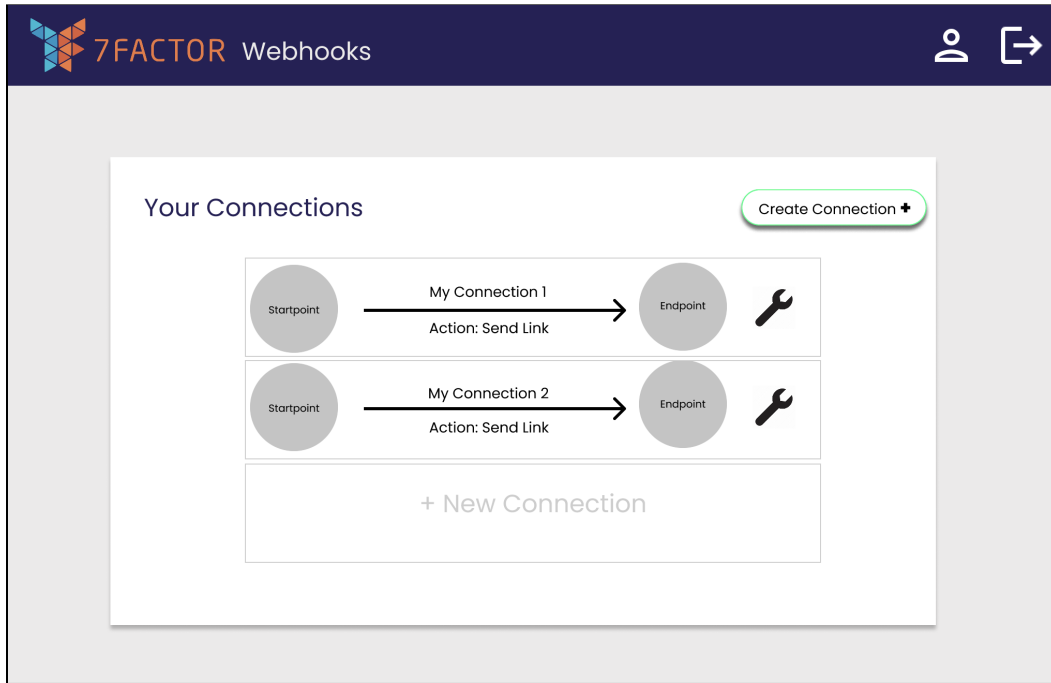 7FACTOR Webhooks
Your Connections
Create Connection +
Startpoint
My Connection 1
Action: Send Link
Endpoint
Startpoint
My Connection 2
Action: Send Link
Endpoint
+ New Connection